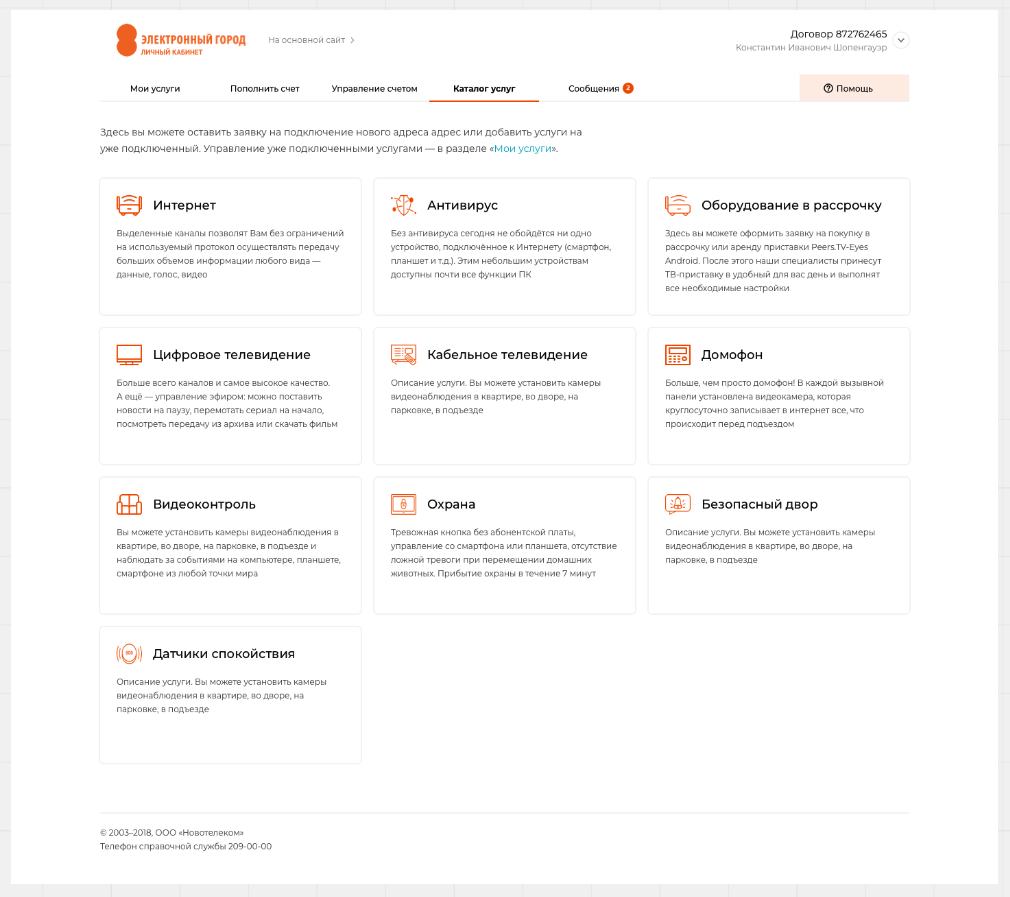 ЭЛЕКТРОННЫЙ ГОРОД
ЛИЧНЫЙ КАБИНЕТ
На основной сайт
Договор 872762465
Константин Иванович Шопенгауэр
Мои услуги
Пополнить счет
Управление счетом
Каталог услуг
Сообщения 2
Помощь
Здесь вы можете оставить заявку на подключение нового адреса адрес или добавить услуги на
уже подключенный. Управление уже подключенными услугами — в разделе «Мои услуги».
Интернет
Выделенные каналы позволят Вам без ограничений
на используемый протокол осуществлять передачу
больших объемов информации любого вида —
данные, голос, видео
Антивирус
Без антивируса сегодня не обойдётся ни одно
устройство, подключённое к Интернету (смартфон,
планшет и т.д.). Этим небольшим устройствам
доступны почти все функции ПК
Оборудование в рассрочку
Здесь вы можете оформить заявку на покупку в
рассрочку или аренду приставки Peers.TV-Eyes
Android. После этого наши специалисты принесут
ТВ-приставку в удобный для вас день и выполнят
все необходимые настройки
Цифровое телевидение
Больше всего каналов и самое высокое качество.
А ещё — управление эфиром: можно поставить
новости на паузу, перемотать сериал на начало,
посмотреть передачу из архива или скачать фильм
Кабельное телевидение
Описание услуги. Вы можете установить камеры
видеонаблюдения в квартире, во дворе, на
парковке, в подъезде
Домофон
Больше, чем просто домофон! В каждой вызывной
панели установлена видеокамера, которая
круглосуточно записывает в интернет все, что
происходит перед подъездом
Видеоконтроль
Вы можете установить камеры видеонаблюдения в
квартире, во дворе, на парковке, в подъезде и
наблюдать за событиями на компьютере, планшете,
смартфоне из любой точки мира
Охрана
Тревожная кнопка без абонентской платы,
управление со смартфона или планшета, отсутствие
ложной тревоги при перемещении домашних
животных. Прибытие охраны в течение 7 минут
Безопасный двор
Описание услуги. Вы можете установить камеры
видеонаблюдения в квартире, во дворе, на
парковке, в подъезде
Датчики спокойствия
Описание услуги. Вы можете установить камеры
видеонаблюдения в квартире, во дворе, на
парковке, в подъезде
© 2003–2018, ООО «Новотелеком»
Телефон справочной службы 209-00-00